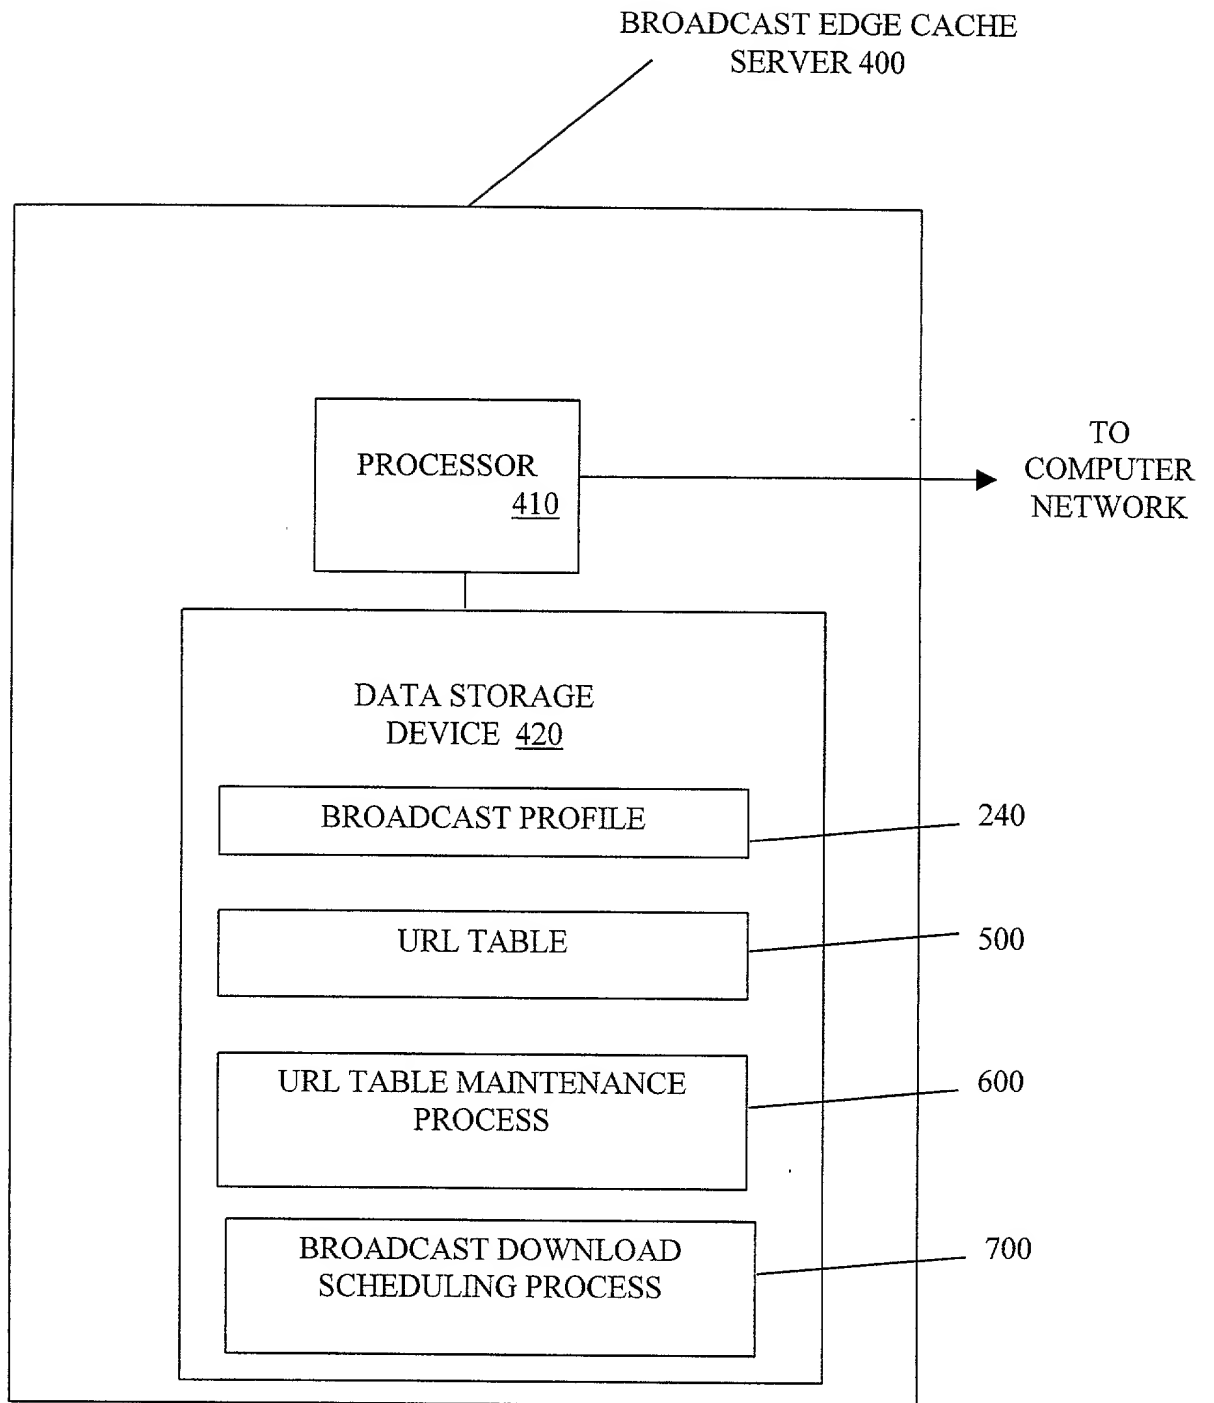 BROADCAST EDGE CACHE
SERVER 400
PROCESSOR
410
TO
COMPUTER
NETWORK
DATA STORAGE
DEVICE 420
BROADCAST PROFILE
240
URL TABLE
500
URL TABLE MAINTENANCE
PROCESS
600
BROADCAST DOWNLOAD
SCHEDULING PROCESS
700